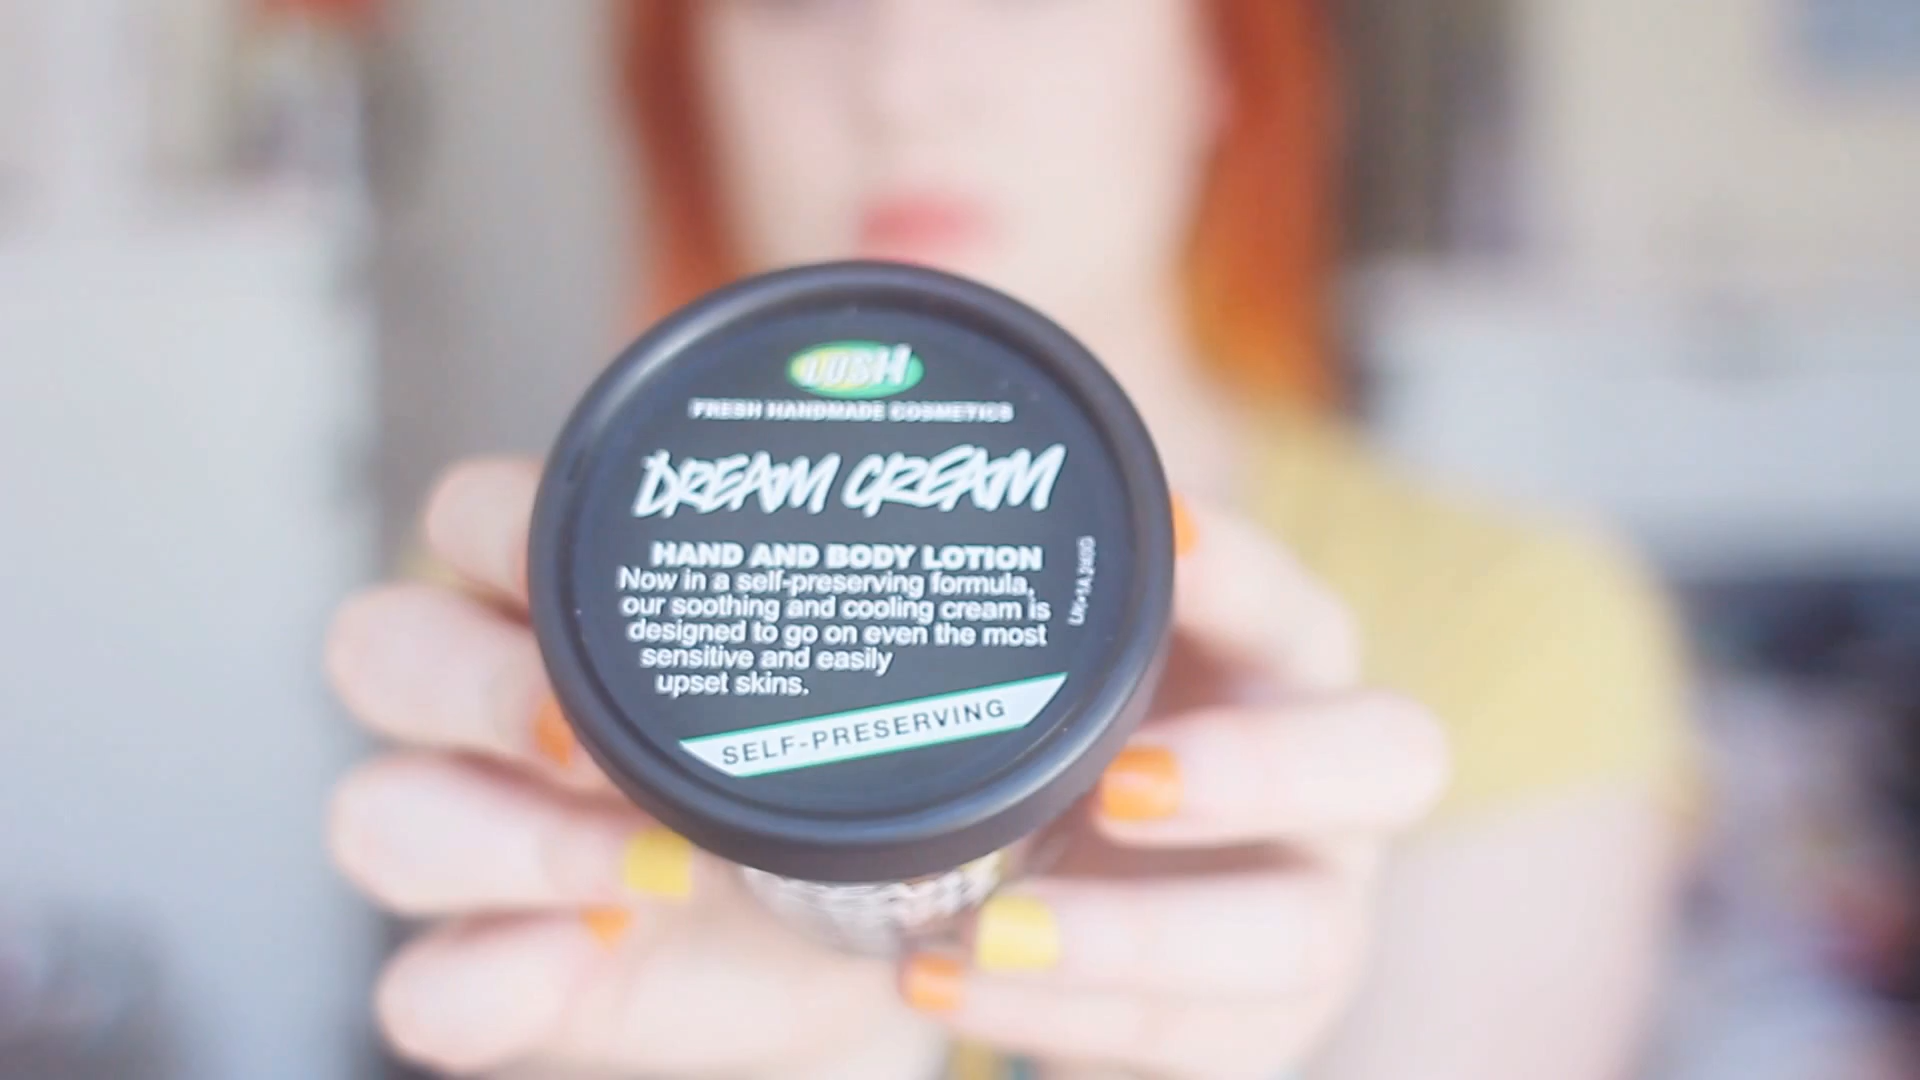 LUSH
FRESH HANDMADE COSMETICS
DREAM CREAM
HAND AND BODY LOTION
Now in a self-preserving formula,
our soothing and cooling cream is
designed to go on even the most
sensitive and easily
upset skins.
SELF-PRESERVING